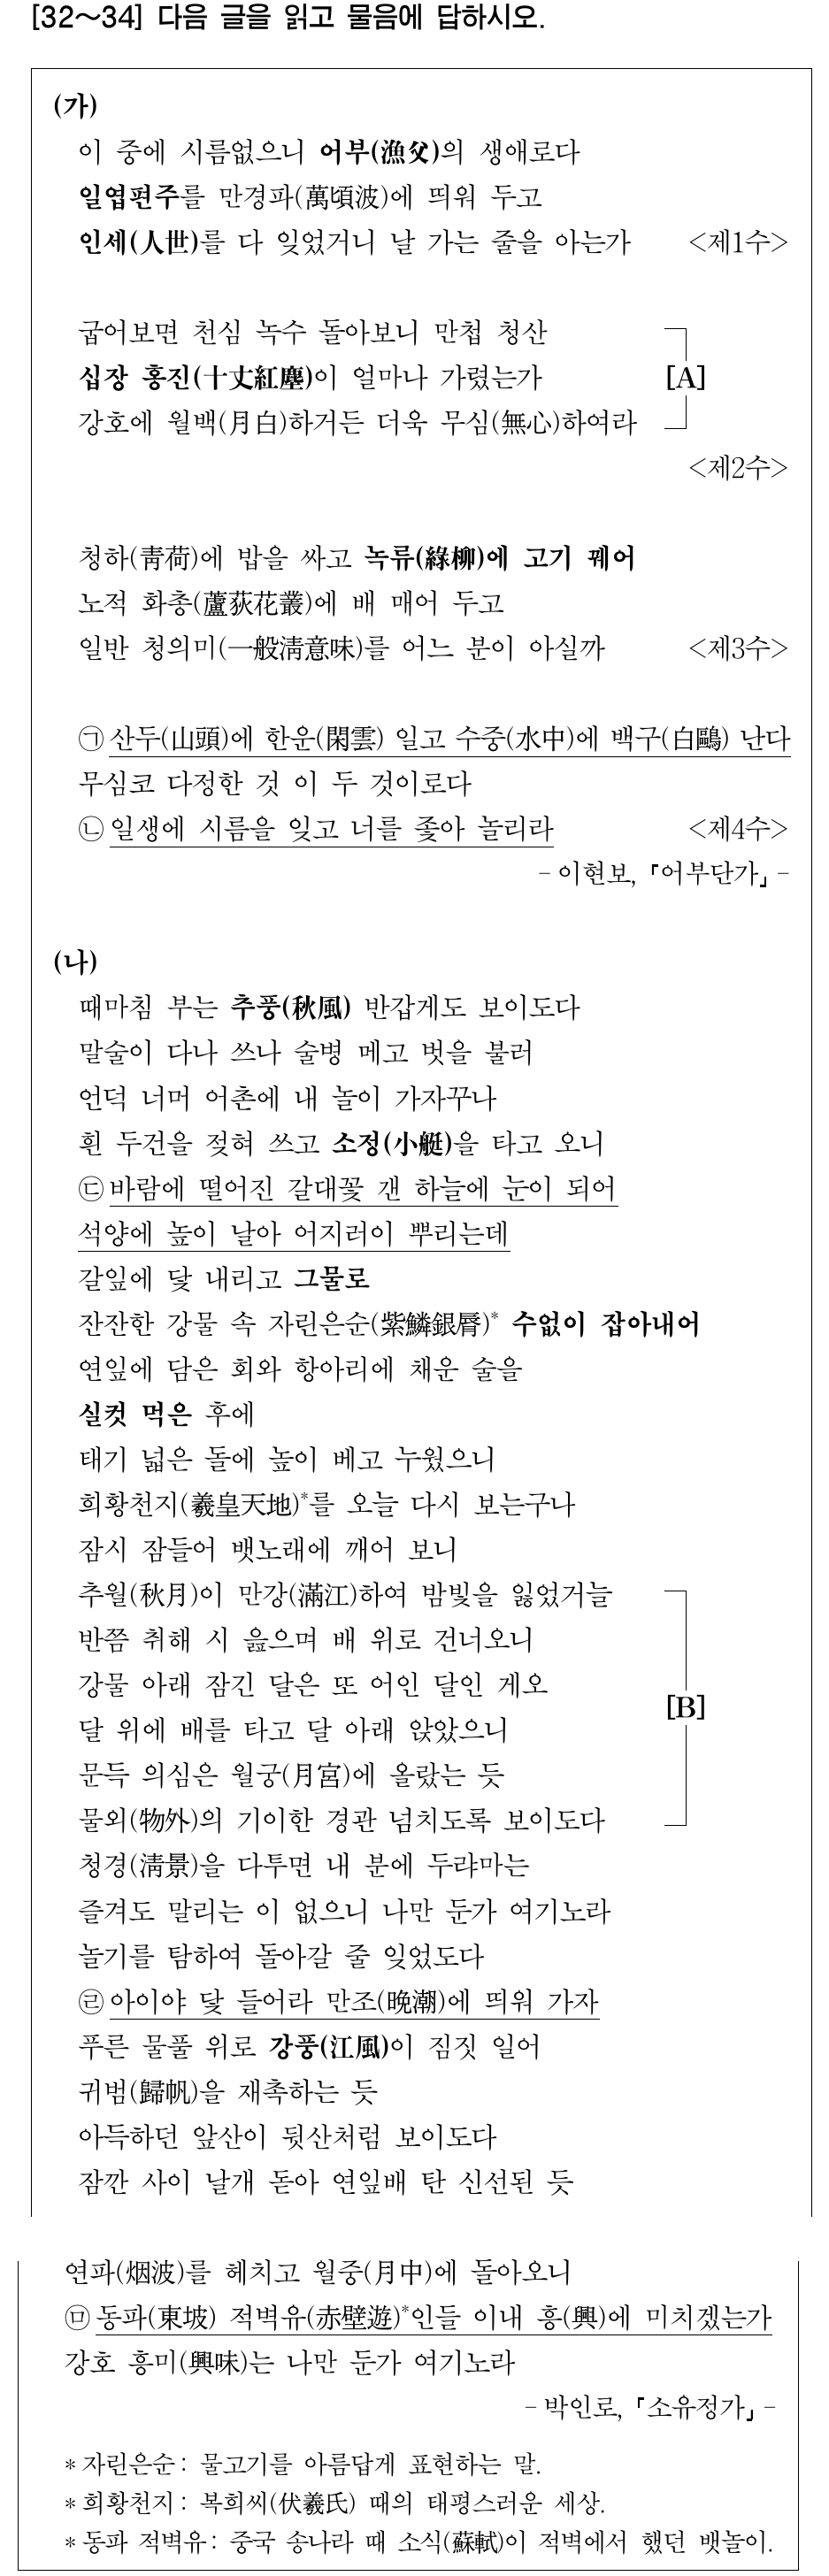 [32～34] 다음 글을 읽고 물음에 답하시오.
(가)
이 중에 시름없으니 어부(漁父)의 생애로다
일엽편주를 만경파(萬頃波)에 띄워 두고
인세(人世)를 다 잊었거니 날 가는 줄을 아는가 <제1수>
굽어보면 천심 녹수 돌아보니 만첩 청산
십장 홍진(十丈紅塵)이 얼마나 가렸는가 [A]
강호에 월백(月白)하거든 더욱 무심(無心)하여라
<제2수>
청하(靑荷)에 밥을 싸고 녹류(綠柳)에 고기 꿰어
노적 화총(蘆荻花叢)에 배 매어 두고
일반 청의미(一般淸意味)를 어느 분이 아실까 <제3수>
㉠ 산두(山頭)에 한운(閑雲) 일고 수중(水中)에 백구(白鷗) 난다
무심코 다정한 것 이 두 것이로다
㉡ 일생에 시름을 잊고 너를 좇아 놀리라 <제4수>
- 이현보, 「어부단가」 -
(나)
때마침 부는 추풍(秋風) 반갑게도 보이도다
말술이 다나 쓰나 술병 메고 벗을 불러
언덕 너머 어촌에 내 놀이 가자꾸나
흰 두건을 젖혀 쓰고 소정(小艇)을 타고 오니
㉢ 바람에 떨어진 갈대꽃 갠 하늘에 눈이 되어
석양에 높이 날아 어지러이 뿌리는데
갈잎에 닻 내리고 그물로
잔잔한 강물 속 자린은순(紫鱗銀脣)* 수없이 잡아내어
연잎에 담은 회와 항아리에 채운 술을
실컷 먹은 후에
태기 넓은 돌에 높이 베고 누웠으니
희황천지(羲皇天地)*를 오늘 다시 보는구나
잠시 잠들어 뱃노래에 깨어 보니
추월(秋月)이 만강(滿江)하여 밤빛을 잃었거늘
반쯤 취해 시 읊으며 배 위로 건너오니
강물 아래 잠긴 달은 또 어인 달인 게오
달 위에 배를 타고 달 아래 앉았으니 [B]
문득 의심은 월궁(月宮)에 올랐는 듯
물외(物外)의 기이한 경관 넘치도록 보이도다
청경(淸景)을 다투면 내 분에 두랴마는
즐겨도 말리는 이 없으니 나만 둔가 여기노라
놀기를 탐하여 돌아갈 줄 잊었도다
㉣ 아이야 닻 들어라 만조(晩潮)에 띄워 가자
푸른 물풀 위로 강풍(江風)이 짐짓 일어
귀범(歸帆)을 재촉하는 듯
아득하던 앞산이 뒷산처럼 보이도다
잠깐 사이 날개 돋아 연잎배 탄 신선된 듯
연파(烟波)를 헤치고 월중(月中)에 돌아오니
㉤ 동파(東坡) 적벽유(赤壁遊)*인들 이내 흥(興)에 미치겠는가
강호 흥미(興味)는 나만 둔가 여기노라
- 박인로, 「소유정가」 -
* 자린은순: 물고기를 아름답게 표현하는 말.
* 희황천지: 복희씨(伏羲氏) 때의 태평스러운 세상.
* 동파 적벽유: 중국 송나라 때 소식(蘇軾)이 적벽에서 했던 뱃놀이.